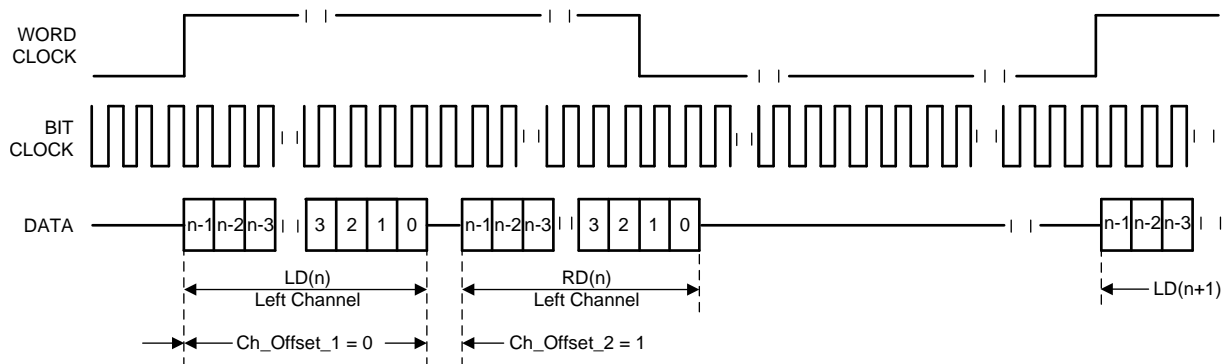 WORD
CLOCK
BIT
CLOCK
DATA
n-1 n-2 n-3 3 2 1 0 n-1 n-2 n-3 3 2 1 0 n-1 n-2 n-3
LD(n) RD(n)
Left Channel Left Channel LD(n+1)
Ch_Offset_1 = 0 Ch_Offset_2 = 1